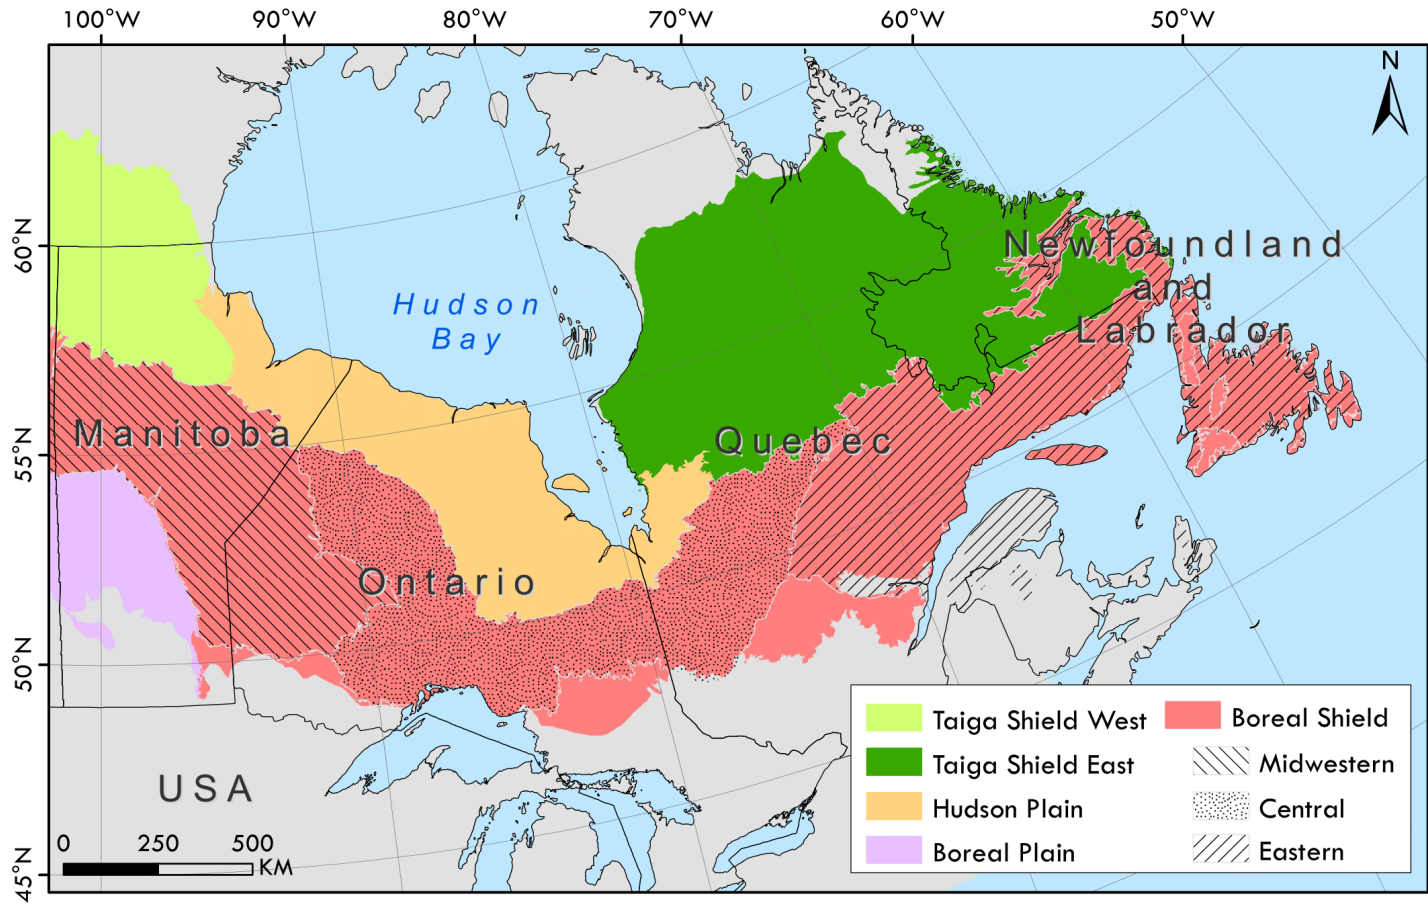 100°W 90°W 80°W 70°W 60°W 50°W
N
60°N
Newfoundland
and
Labrador
Hudson
Bay
Manitoba
Quebec
55°N
Ontario
50°N
USA
0 250 500
KM
45°N
Taiga Shield West
Taiga Shield East
Hudson Plain
Boreal Plain
Boreal Shield
Midwestern
Central
Eastern